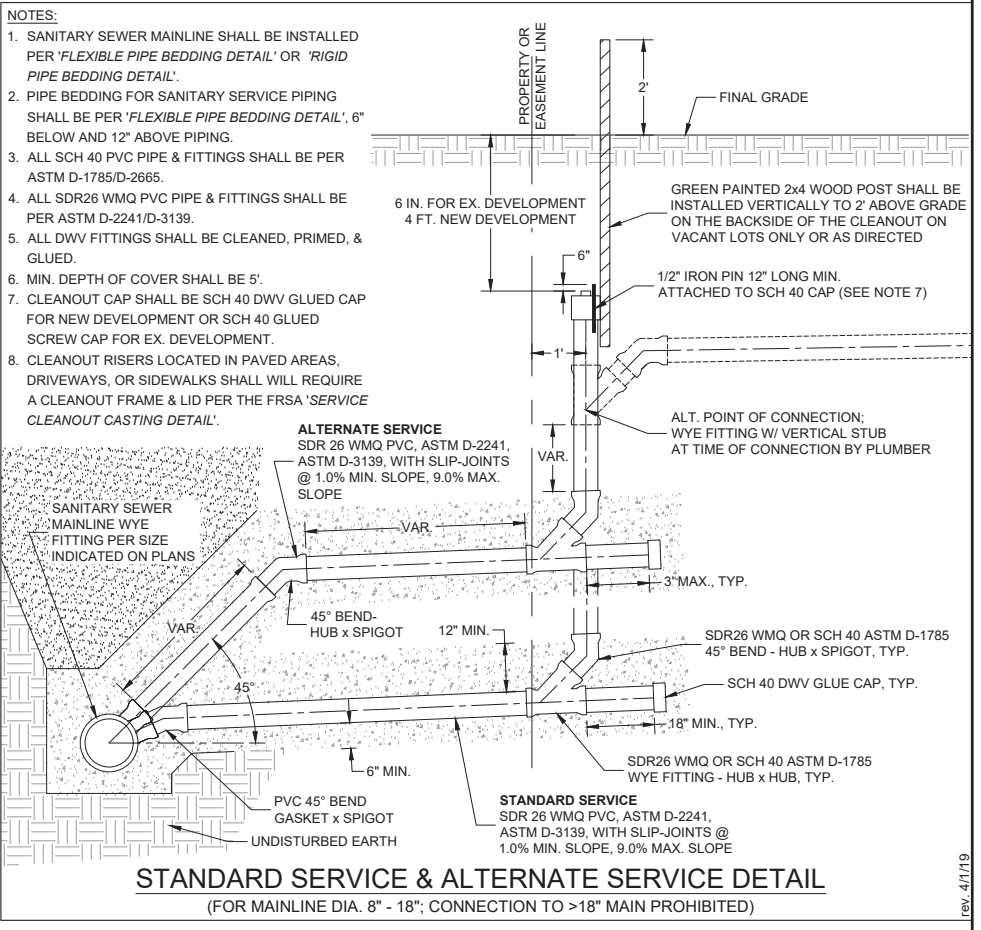 NOTES:
1. SANITARY SEWER MAINLINE SHALL BE INSTALLED
PER 'FLEXIBLE PIPE BEDDING DETAIL' OR 'RIGID
PIPE BEDDING DETAIL'.
2. PIPE BEDDING FOR SANITARY SERVICE PIPING
SHALL BE PER 'FLEXIBLE PIPE BEDDING DETAIL', 6"
BELOW AND 12" ABOVE PIPING.
3. ALL SCH 40 PVC PIPE & FITTINGS SHALL BE PER
ASTM D-1785/D-2665.
4. ALL SDR26 WMQ PVC PIPE & FITTINGS SHALL BE
PER ASTM D-2241/D-3139.
5. ALL DWV FITTINGS SHALL BE CLEANED, PRIMED, &
GLUED.
6. MIN. DEPTH OF COVER SHALL BE 5'.
7. CLEANOUT CAP SHALL BE SCH 40 DWV GLUED CAP
FOR NEW DEVELOPMENT OR SCH 40 GLUED
SCREW CAP FOR EX. DEVELOPMENT.
8. CLEANOUT RISERS LOCATED IN PAVED AREAS,
DRIVEWAYS, OR SIDEWALKS SHALL WILL REQUIRE
A CLEANOUT FRAME & LID PER THE FRSA 'SERVICE
CLEANOUT CASTING DETAIL'.
PROPERTY OR
EASEMENT LINE
2'
FINAL GRADE
6 IN. FOR EX. DEVELOPMENT
4 FT. NEW DEVELOPMENT
GREEN PAINTED 2x4 WOOD POST SHALL BE
INSTALLED VERTICALLY TO 2' ABOVE GRADE
ON THE BACKSIDE OF THE CLEANOUT ON
VACANT LOTS ONLY OR AS DIRECTED
6"
1/2" IRON PIN 12" LONG MIN.
ATTACHED TO SCH 40 CAP (SEE NOTE 7)
1'
ALT. POINT OF CONNECTION;
WYE FITTING W/ VERTICAL STUB
AT TIME OF CONNECTION BY PLUMBER
VAR.
ALTERNATE SERVICE
SDR 26 WMQ PVC, ASTM D-2241,
ASTM D-3139, WITH SLIP-JOINTS
@ 1.0% MIN. SLOPE, 9.0% MAX.
SLOPE
SANITARY SEWER
MAINLINE WYE
FITTING PER SIZE
INDICATED ON PLANS
VAR.
VAR.
45° BEND-
HUB x SPIGOT
3' MAX., TYP.
12" MIN.
SDR26 WMQ OR SCH 40 ASTM D-1785
45° BEND - HUB x SPIGOT, TYP.
45°
SCH 40 DWV GLUE CAP, TYP.
18" MIN., TYP.
6" MIN.
SDR26 WMQ OR SCH 40 ASTM D-1785
WYE FITTING - HUB x HUB, TYP.
PVC 45° BEND
GASKET x SPIGOT
UNDISTURBED EARTH
STANDARD SERVICE
SDR 26 WMQ PVC, ASTM D-2241,
ASTM D-3139, WITH SLIP-JOINTS @
1.0% MIN. SLOPE, 9.0% MAX. SLOPE
STANDARD SERVICE & ALTERNATE SERVICE DETAIL
(FOR MAINLINE DIA. 8" - 18"; CONNECTION TO >18" MAIN PROHIBITED)
rev. 4/1/19